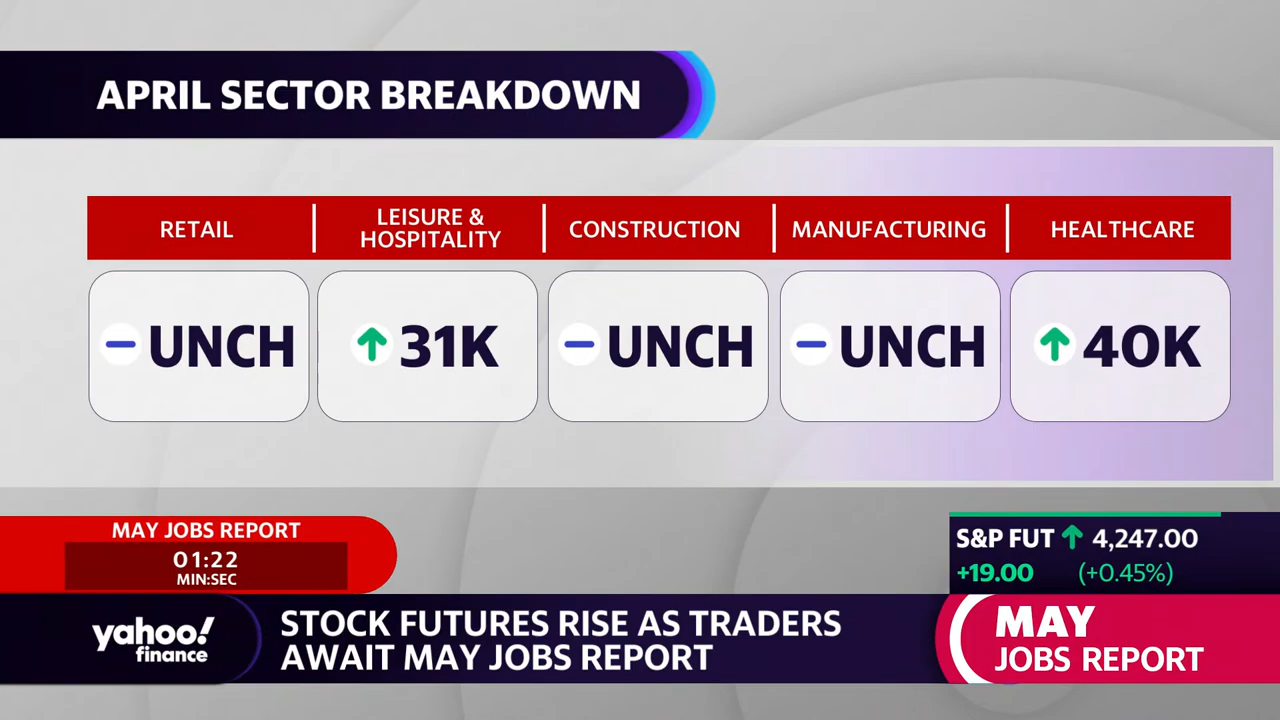 APRIL SECTOR BREAKDOWN
RETAIL
LEISURE &
HOSPITALITY
CONSTRUCTION
MANUFACTURING
HEALTHCARE
UNCH
31K
UNCH
UNCH
40K
MAY JOBS REPORT
01:22
MIN:SEC
S&P FUT 4,247.00
+19.00 (+0.45%)
yahoo!
finance
STOCK FUTURES RISE AS TRADERS
AWAIT MAY JOBS REPORT
MAY
JOBS REPORT